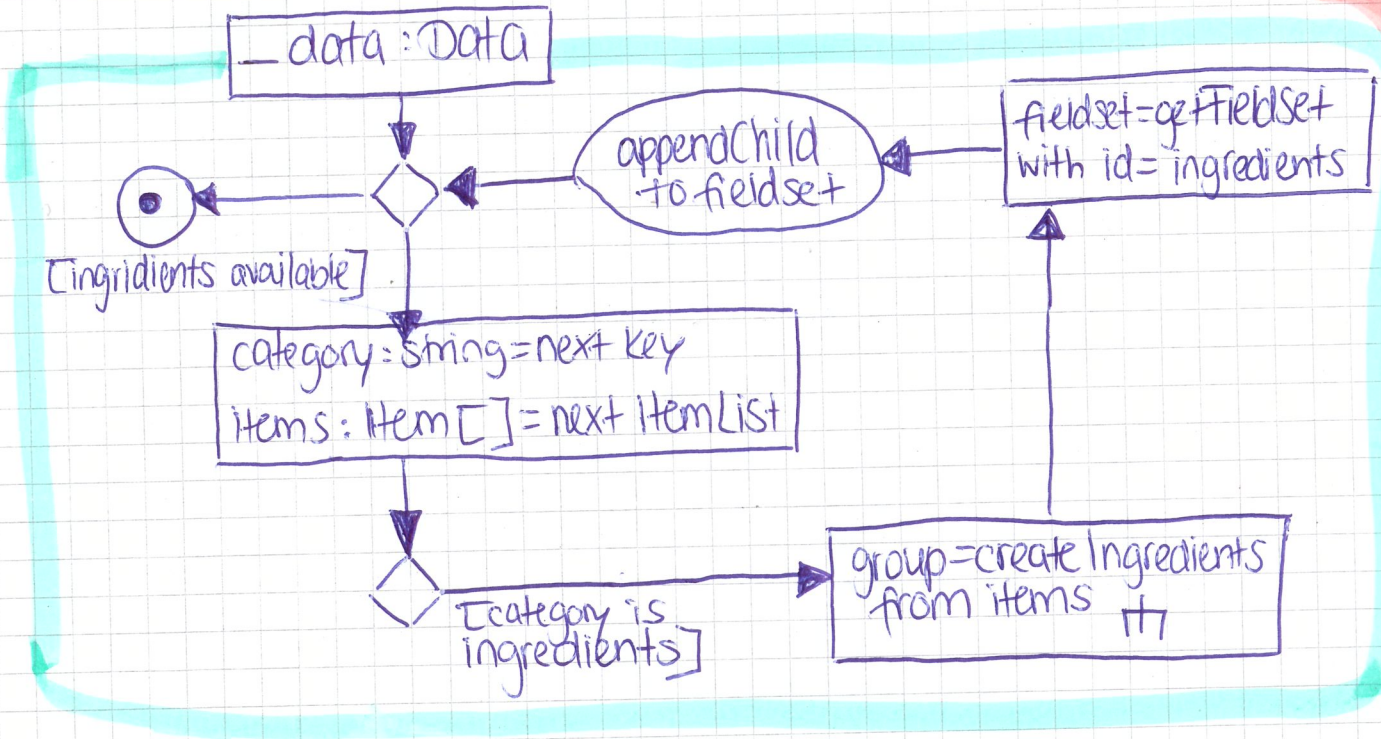 _data : Data
appendChild
to fieldset
fieldset=getFieldSet
with id= ingredients
[ingridients available]
category: String=next key
items: Item[]=next itemList
[category is
ingredients]
group=create Ingredients
from items